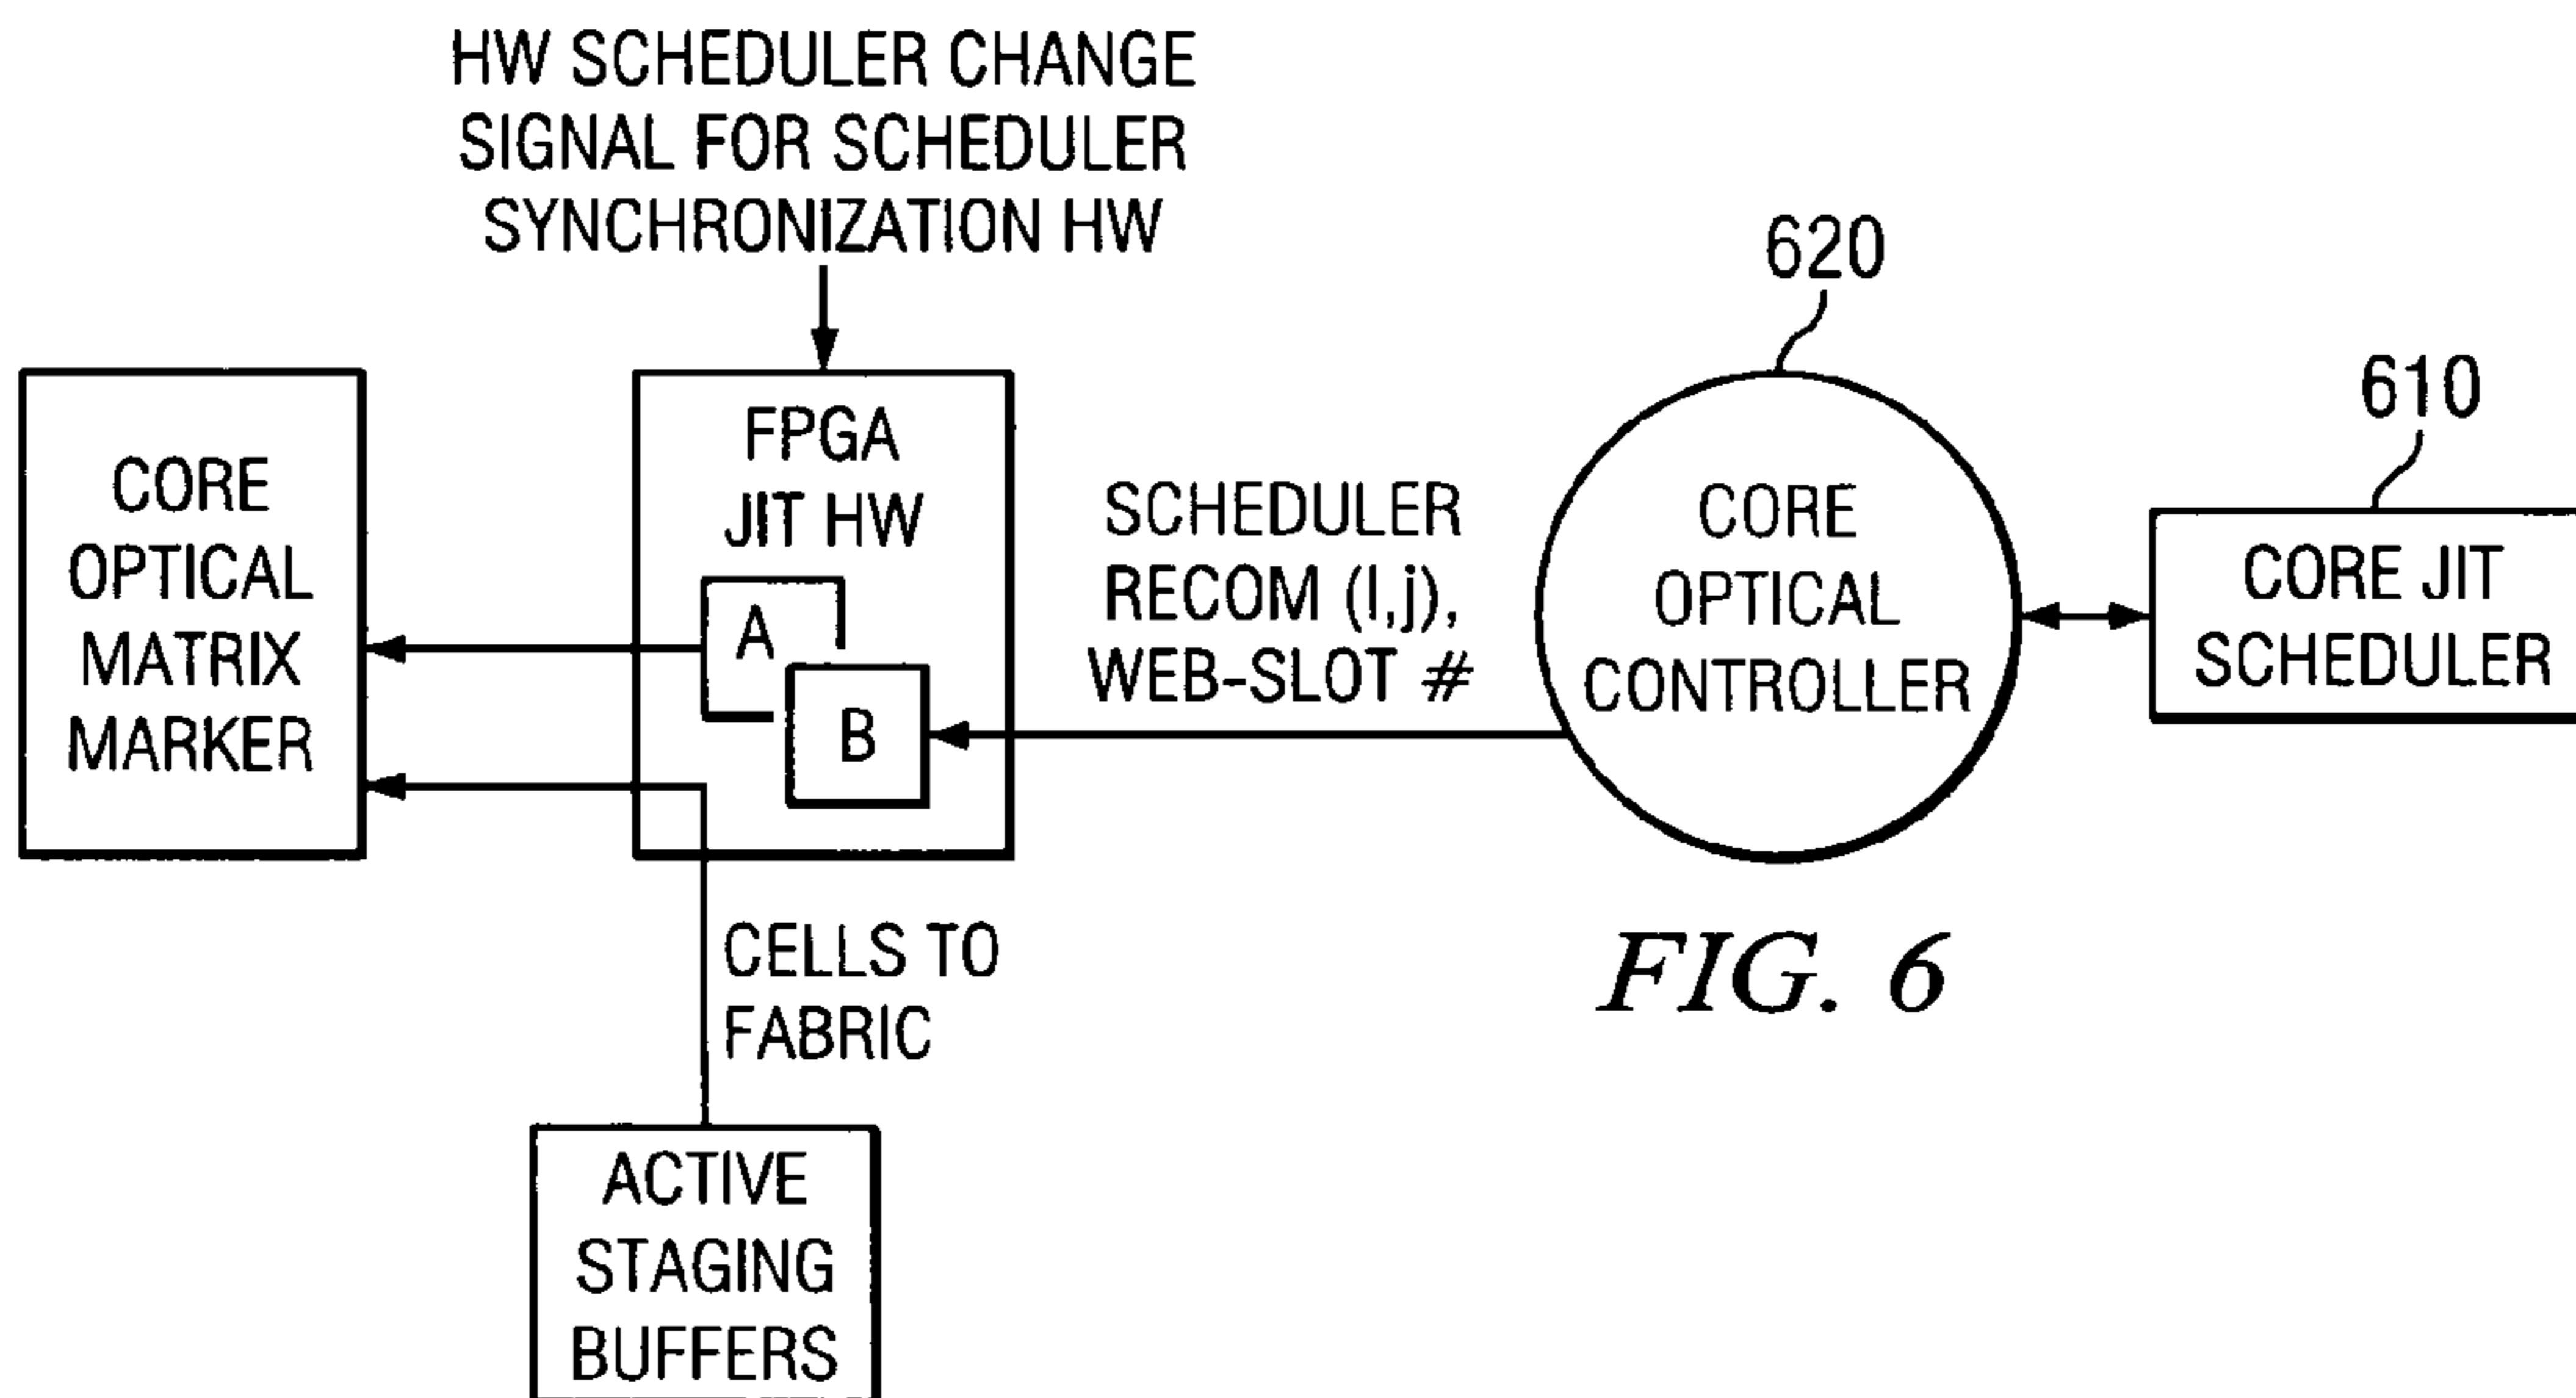 HW SCHEDULER CHANGE
SIGNAL FOR SCHEDULER
SYNCHRONIZATION HW
620
610
CORE
OPTICAL
MATRIX
MARKER
FPGA
JIT HW
A
B
SCHEDULER
RECOM (I,j),
WEB-SLOT #
CORE
OPTICAL
CONTROLLER
CORE JIT
SCHEDULER
CELLS TO
FABRIC
FIG. 6
ACTIVE
STAGING
BUFFERS